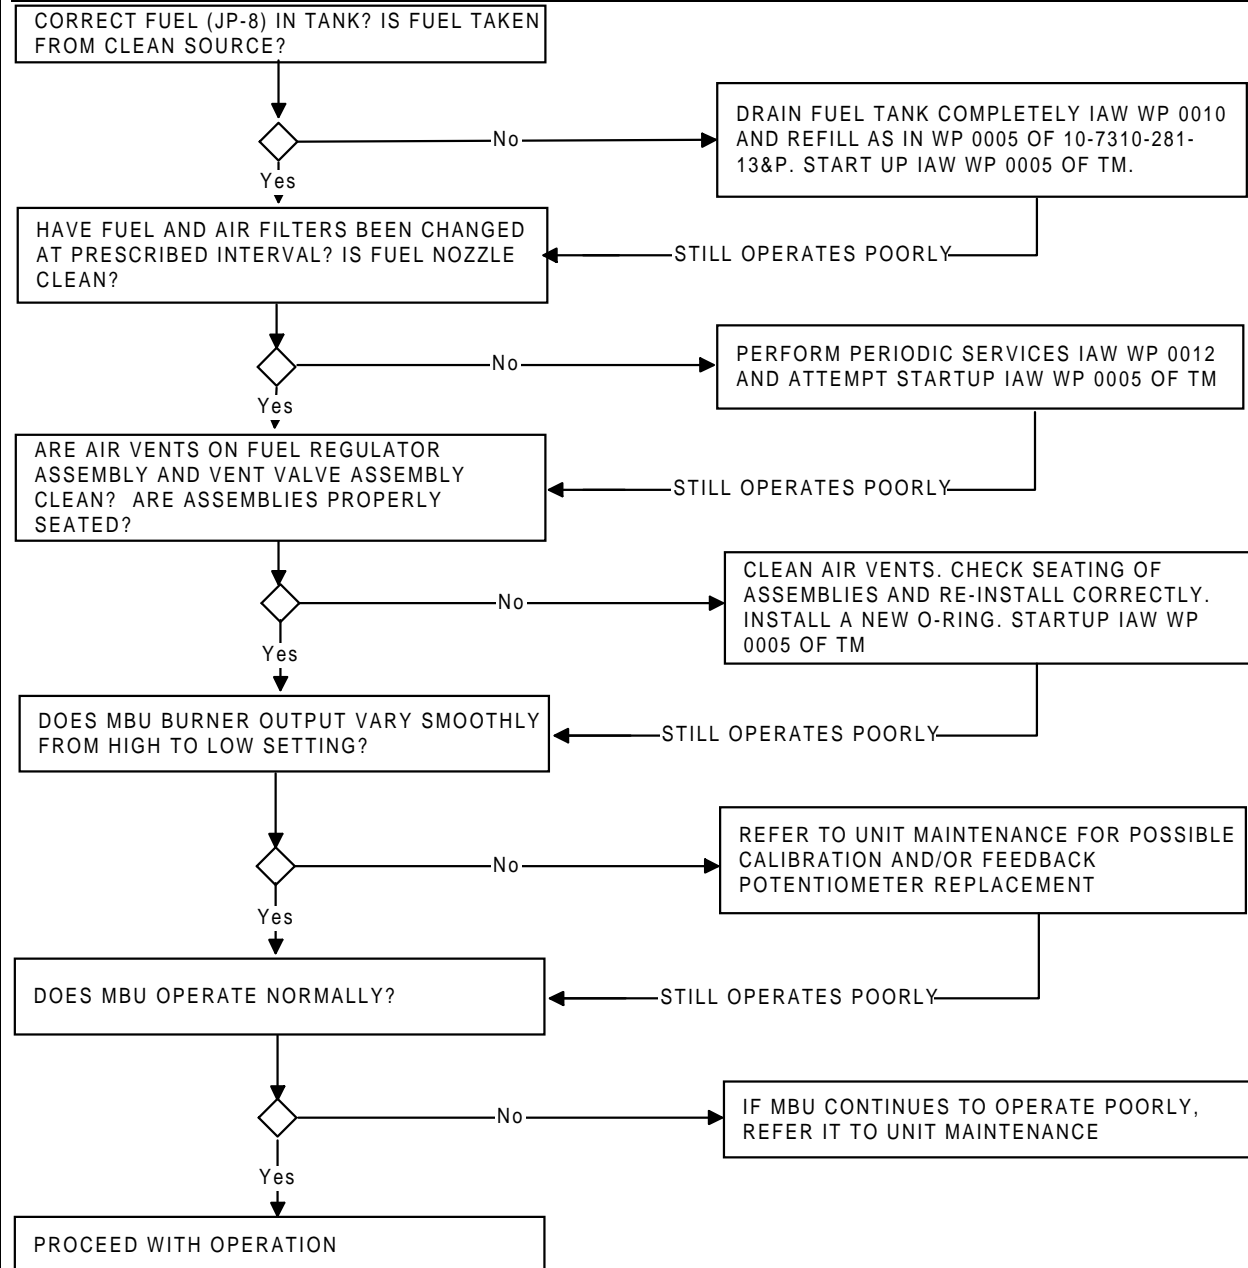 CORRECT FUEL (JP-8) IN TANK? IS FUEL TAKEN
FROM CLEAN SOURCE?
No
DRAIN FUEL TANK COMPLETELY IAW WP 0010
AND REFILL AS IN WP 0005 OF 10-7310-281-
13&P. START UP IAW WP 0005 OF TM.
Yes
HAVE FUEL AND AIR FILTERS BEEN CHANGED
AT PRESCRIBED INTERVAL? IS FUEL NOZZLE
CLEAN?
STILL OPERATES POORLY
No
PERFORM PERIODIC SERVICES IAW WP 0012
AND ATTEMPT STARTUP IAW WP 0005 OF TM
Yes
ARE AIR VENTS ON FUEL REGULATOR
ASSEMBLY AND VENT VALVE ASSEMBLY
CLEAN? ARE ASSEMBLIES PROPERLY
SEATED?
STILL OPERATES POORLY
No
CLEAN AIR VENTS. CHECK SEATING OF
ASSEMBLIES AND RE-INSTALL CORRECTLY.
INSTALL A NEW O-RING. STARTUP IAW WP
0005 OF TM
Yes
DOES MBU BURNER OUTPUT VARY SMOOTHLY
FROM HIGH TO LOW SETTING?
STILL OPERATES POORLY
No
REFER TO UNIT MAINTENANCE FOR POSSIBLE
CALIBRATION AND/OR FEEDBACK
POTENTIOMETER REPLACEMENT
Yes
DOES MBU OPERATE NORMALLY?
STILL OPERATES POORLY
No
IF MBU CONTINUES TO OPERATE POORLY,
REFER IT TO UNIT MAINTENANCE
Yes
PROCEED WITH OPERATION